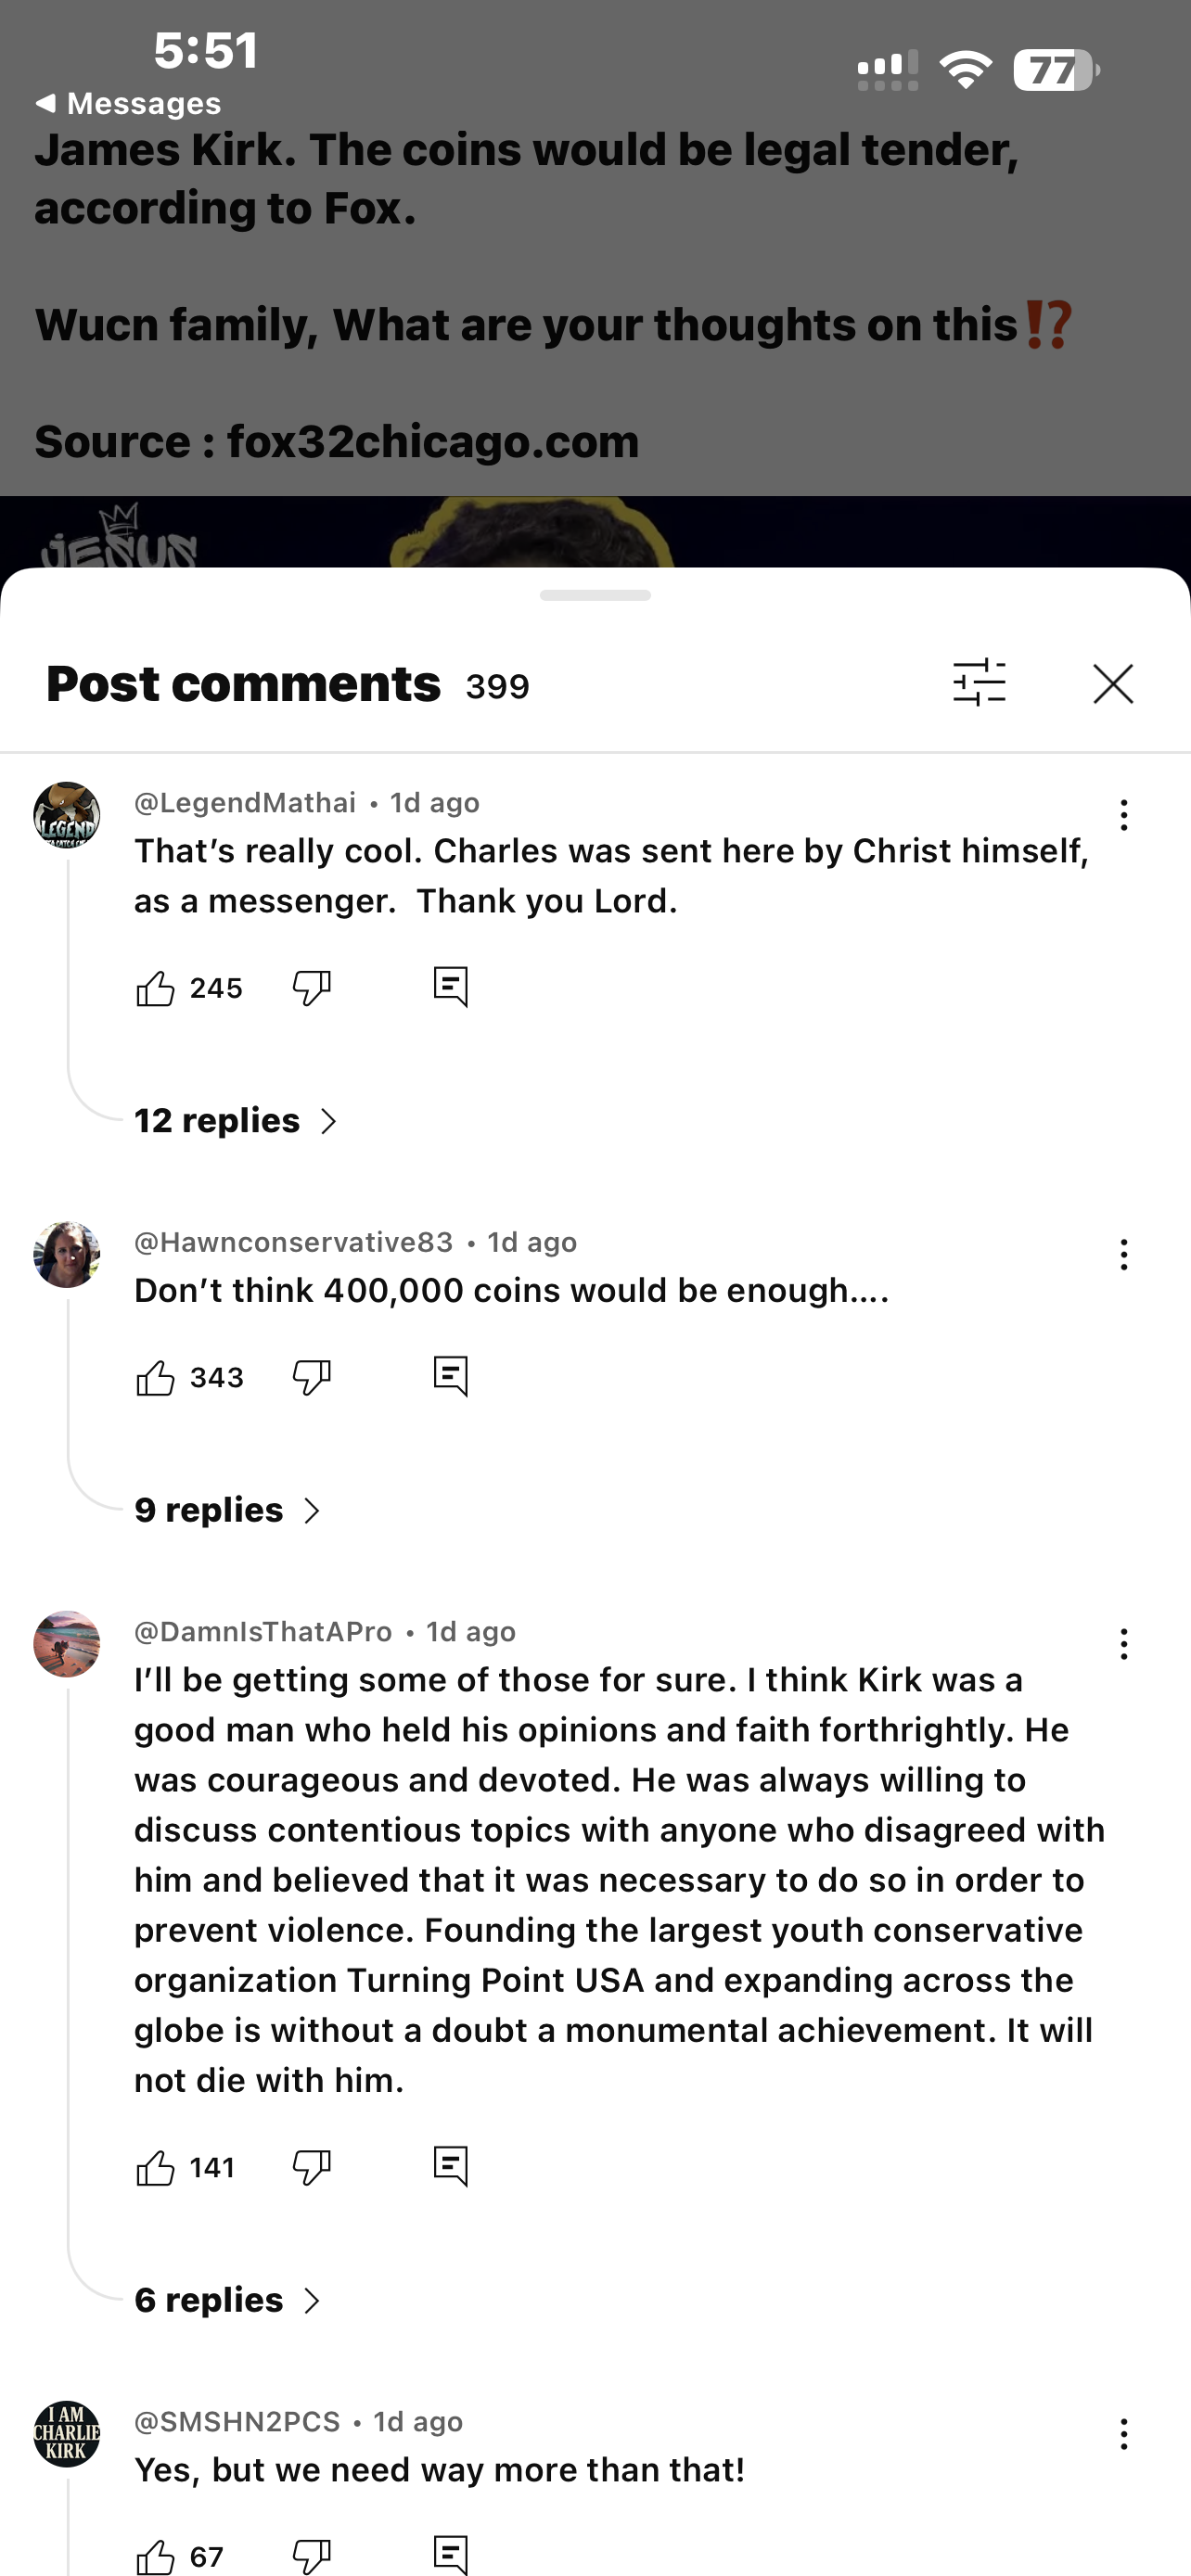 5:51
77
Messages
James Kirk. The coins would be legal tender,
according to Fox.
Wucn family, What are your thoughts on this⁉️
Source : fox32chicago.com
JESUS
Post comments 399
LEGEND
@LegendMathai • 1d ago
That’s really cool. Charles was sent here by Christ himself,
as a messenger.  Thank you Lord.
245
12 replies
@Hawnconservative83 • 1d ago
Don’t think 400,000 coins would be enough....
343
9 replies
@DamnIsThatAPro • 1d ago
I’ll be getting some of those for sure. I think Kirk was a
good man who held his opinions and faith forthrightly. He
was courageous and devoted. He was always willing to
discuss contentious topics with anyone who disagreed with
him and believed that it was necessary to do so in order to
prevent violence. Founding the largest youth conservative
organization Turning Point USA and expanding across the
globe is without a doubt a monumental achievement. It will
not die with him.
141
6 replies
I AM
CHARLIE
KIRK
@SMSHN2PCS • 1d ago
Yes, but we need way more than that!
67